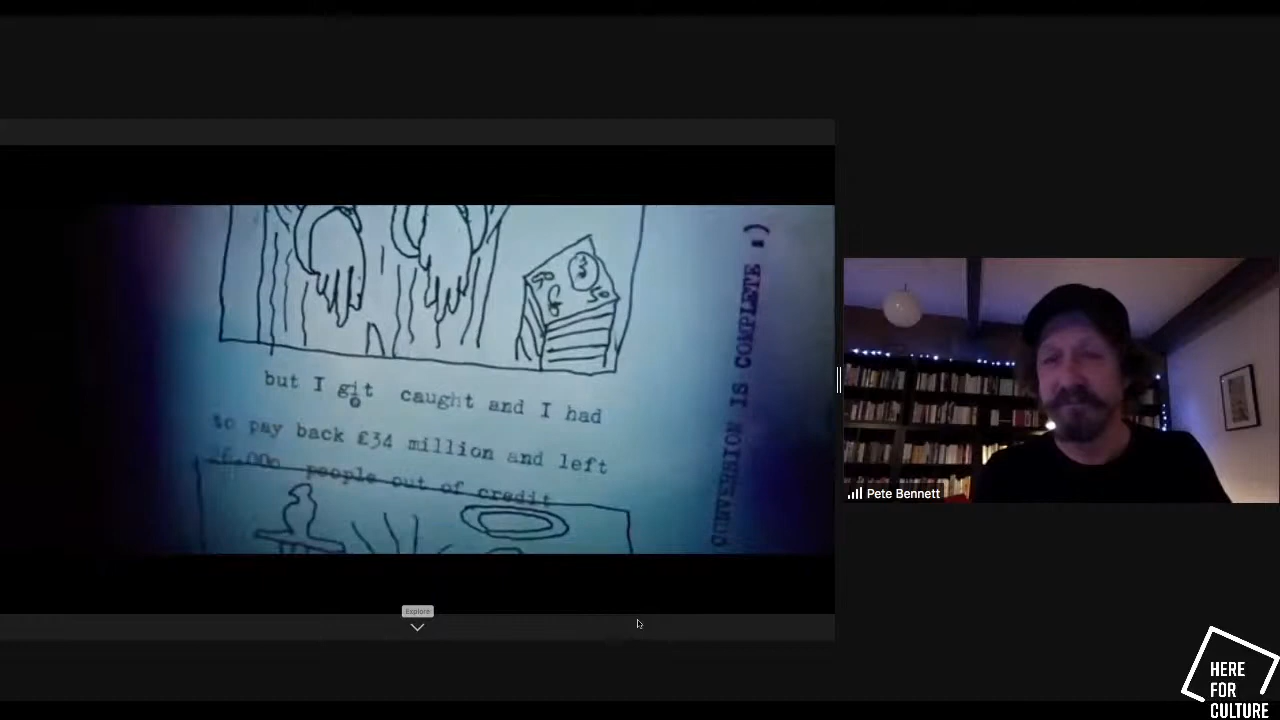 but I git caught and I had
o
to pay back £34 million and left
people out of credit
CONVERSION IS COMPLETE :)
Explore
Pete Bennett
HERE
FOR
CULTURE